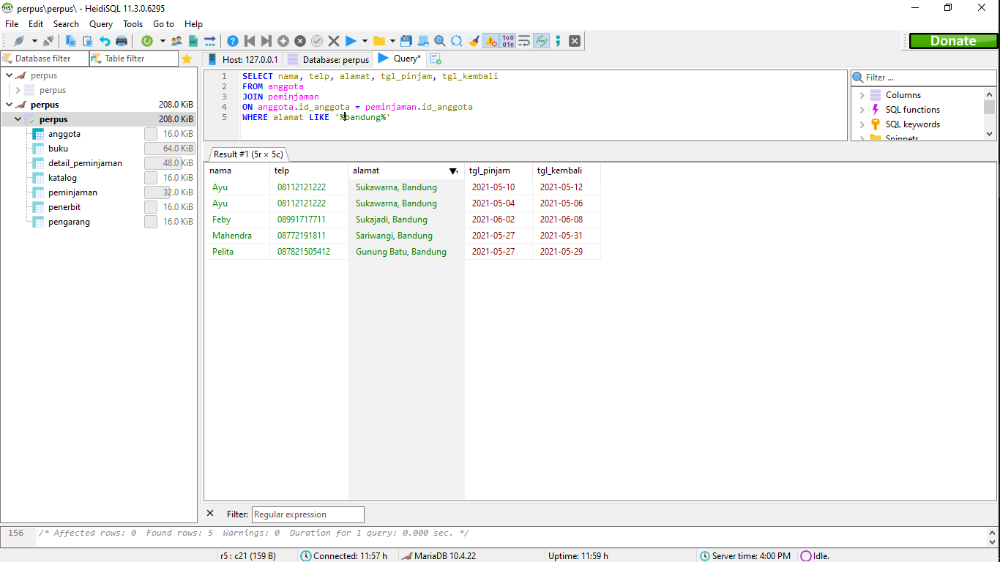 HS perpus\perpus\ - HeidiSQL 11.3.0.6295
File Edit Search Query Tools Go to Help
Donate
Database filter Table filter
Host: 127.0.0.1 Database: perpus Query*
perpus
perpus
perpus 208.0 KiB
perpus 208.0 KiB
anggota 16.0 KiB
buku 64.0 KiB
detail_peminjaman 48.0 KiB
katalog 16.0 KiB
peminjaman 32.0 KiB
penerbit 16.0 KiB
pengarang 16.0 KiB
1 SELECT nama, telp, alamat, tgl_pinjam, tgl_kembali
2 FROM anggota
3 JOIN peminjaman
4 ON anggota.id_anggota = peminjaman.id_anggota
5 WHERE alamat LIKE '%bandung%'
Filter ...
Columns
SQL functions
SQL keywords
Snippets
Result #1 (5r × 5c)
nama telp alamat 1 tgl_pinjam tgl_kembali
Ayu 08112121222 Sukawarna, Bandung 2021-05-10 2021-05-12
Ayu 08112121222 Sukawarna, Bandung 2021-05-04 2021-05-06
Feby 08991717711 Sukajadi, Bandung 2021-06-02 2021-06-08
Mahendra 08772191811 Sariwangi, Bandung 2021-05-27 2021-05-31
Pelita 087821505412 Gunung Batu, Bandung 2021-05-27 2021-05-29
Filter: Regular expression
156 /* Affected rows: 0 Found rows: 5 Warnings: 0 Duration for 1 query: 0.000 sec. */
r5 : c21 (159 B) Connected: 11:57 h MariaDB 10.4.22 Uptime: 11:59 h Server time: 4:00 PM Idle.